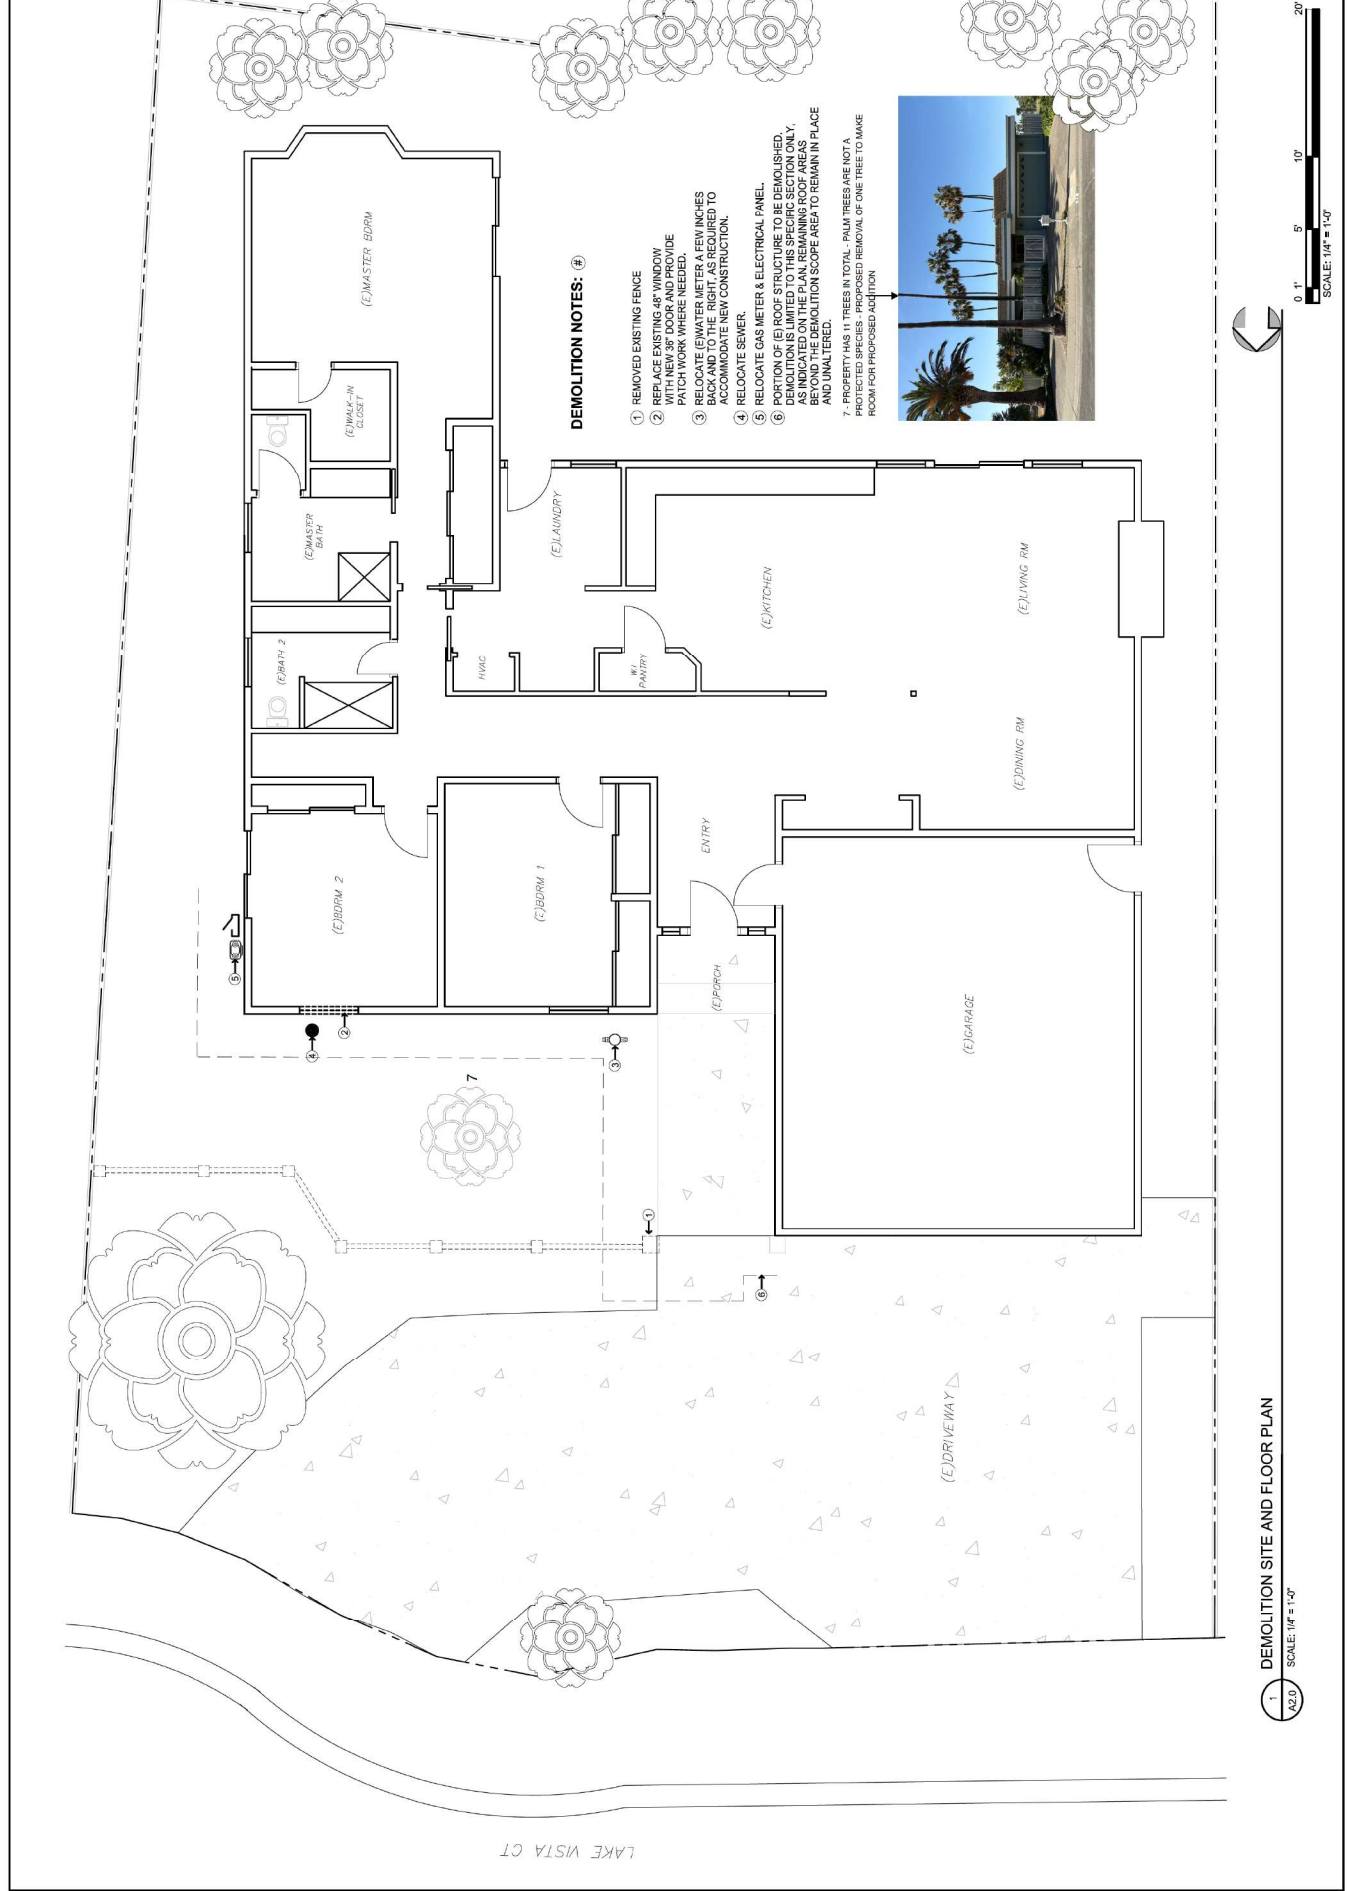 (E)MASTER BDRM
(E)WALK-IN
CLOSET
(E)MASTER
BATH
(E)BATH 2
(E)LAUNDRY
HVAC
W.I
PANTRY
(E)KITCHEN
(E)LIVING RM
(E)DINING RM
ENTRY
(E)BDRM 2
(E)BDRM 1
(E)PORCH
(E)GARAGE
(E)DRIVEWAY
LAKE VISTA CT
5
4
2
3
7
1
6
DEMOLITION NOTES: #
1 REMOVED EXISTING FENCE
2 REPLACE EXISTING 48" WINDOW
WITH NEW 36" DOOR AND PROVIDE
PATCH WORK WHERE NEEDED.
3 RELOCATE (E)WATER METER A FEW INCHES
BACK AND TO THE RIGHT, AS REQUIRED TO
ACCOMMODATE NEW CONSTRUCTION.
4 RELOCATE SEWER.
5 RELOCATE GAS METER & ELECTRICAL PANEL.
6 PORTION OF (E) ROOF STRUCTURE TO BE DEMOLISHED.
DEMOLITION IS LIMITED TO THIS SPECIFIC SECTION ONLY,
AS INDICATED ON THE PLAN. REMAINING ROOF AREAS
BEYOND THE DEMOLITION SCOPE AREA TO REMAIN IN PLACE
AND UNALTERED.
7 - PROPERTY HAS 11 TREES IN TOTAL - PALM TREES ARE NOT A
PROTECTED SPECIES - PROPOSED REMOVAL OF ONE TREE TO MAKE
ROOM FOR PROPOSED ADDITION
1
A2.0
DEMOLITION SITE AND FLOOR PLAN
SCALE: 1/4" = 1'-0"
0 1' 5' 10' 20'
SCALE: 1/4" = 1'-0"